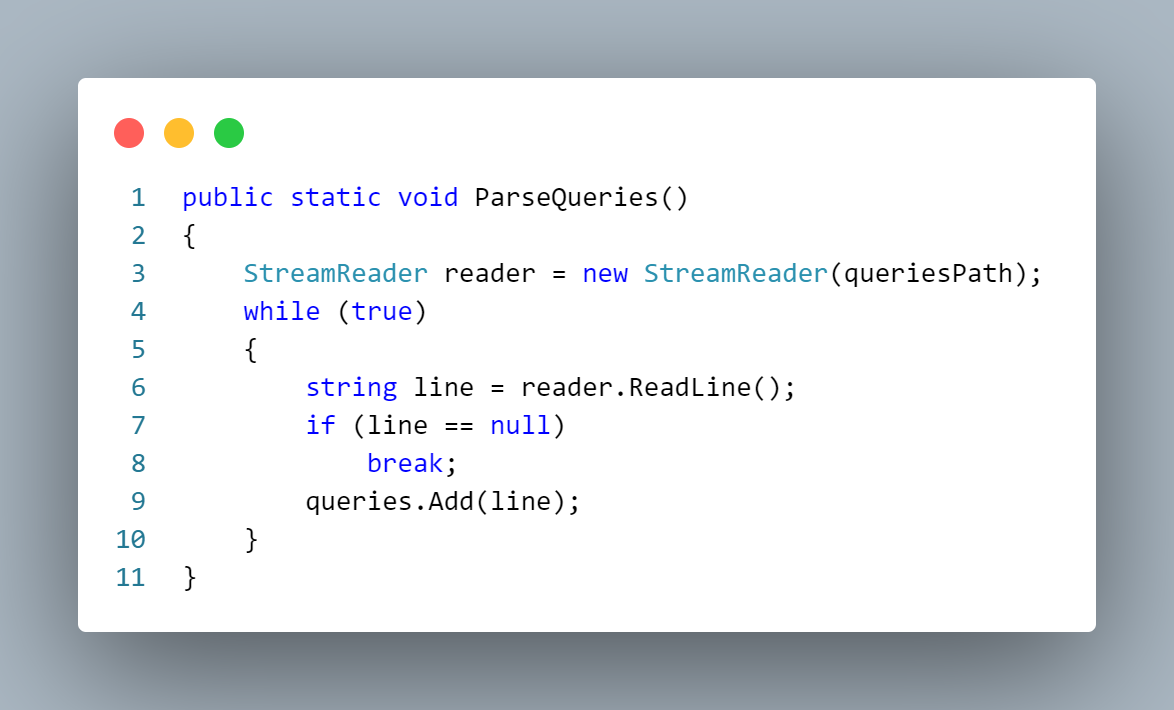 1 public static void ParseQueries()
2 {
3     StreamReader reader = new StreamReader(queriesPath);
4     while (true)
5     {
6         string line = reader.ReadLine();
7         if (line == null)
8             break;
9         queries.Add(line);
10     }
11 }